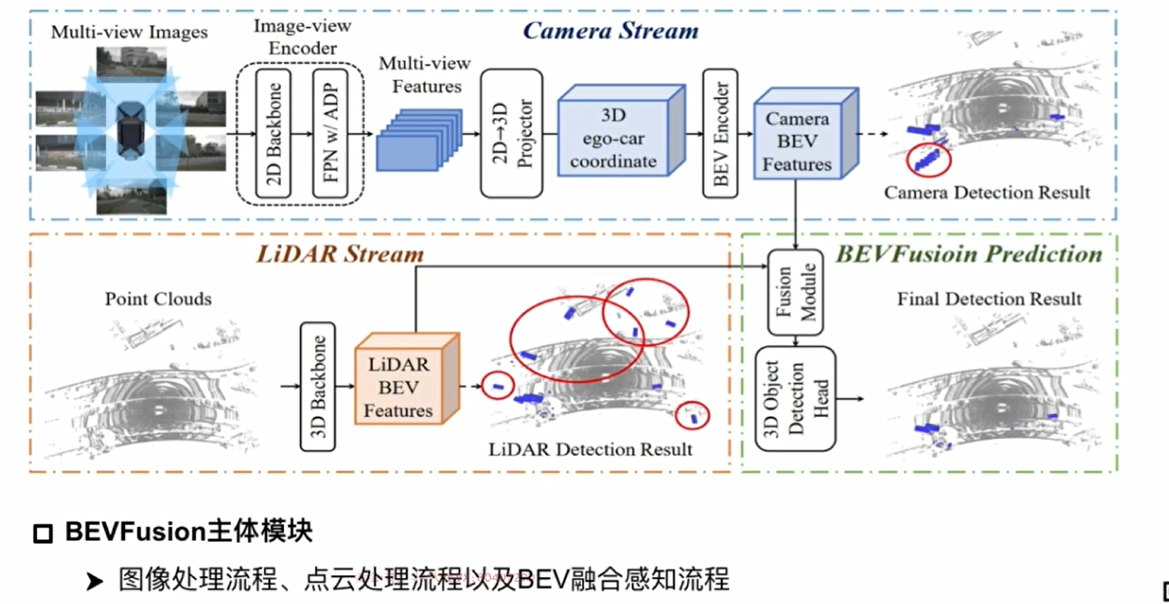 Multi-view Images
Image-view
Encoder
2D Backbone
FPN w/ ADP
Multi-view
Features
2D→3D
Projector
3D
ego-car
coordinate
BEV Encoder
Camera Stream
Camera
BEV
Features
Camera Detection Result
LiDAR Stream
Point Clouds
3D Backbone
LiDAR
BEV
Features
LiDAR Detection Result
BEVFusioin Prediction
Fusion
Module
3D Object
Detection
Head
Final Detection Result
BEVFusion主体模块
图像处理流程、点云处理流程以及BEV融合感知流程